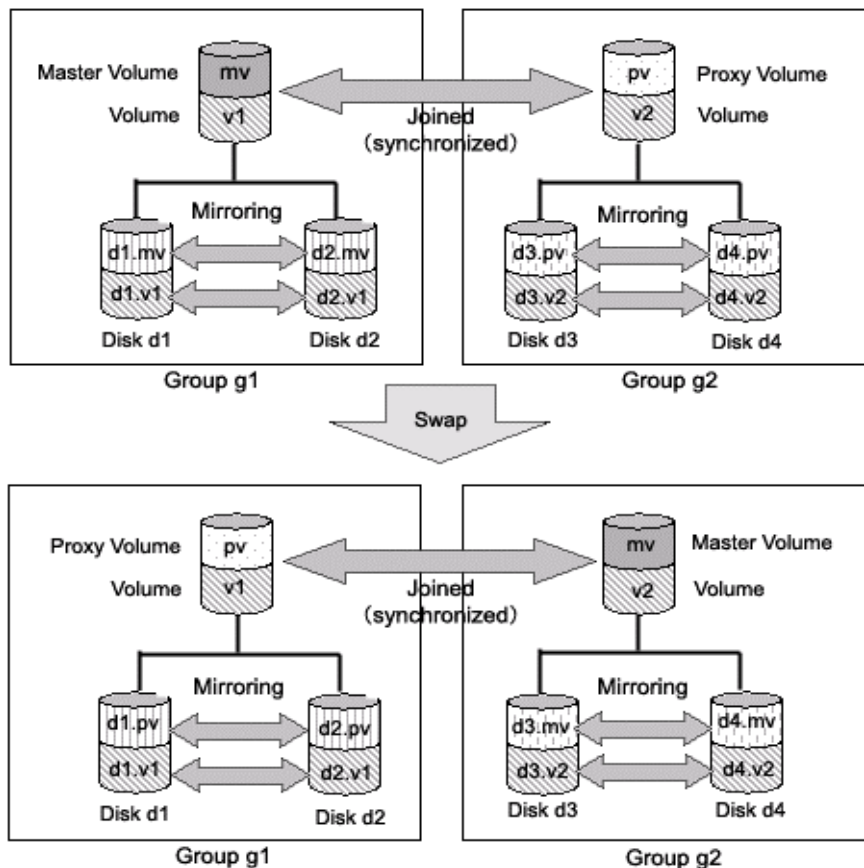 Master Volume
mv
pv
Proxy Volume
Volume
v1
Joined
(synchronized)
v2
Volume
Mirroring
Mirroring
d1.mv
d2.mv
d3.pv
d4.pv
d1.v1
d2.v1
d3.v2
d4.v2
Disk d1
Disk d2
Disk d3
Disk d4
Group g1
Group g2
Swap
Proxy Volume
pv
mv
Master Volume
Volume
v1
Joined
(synchronized)
v2
Volume
Mirroring
Mirroring
d1.pv
d2.pv
d3.mv
d4.mv
d1.v1
d2.v1
d3.v2
d4.v2
Disk d1
Disk d2
Disk d3
Disk d4
Group g1
Group g2